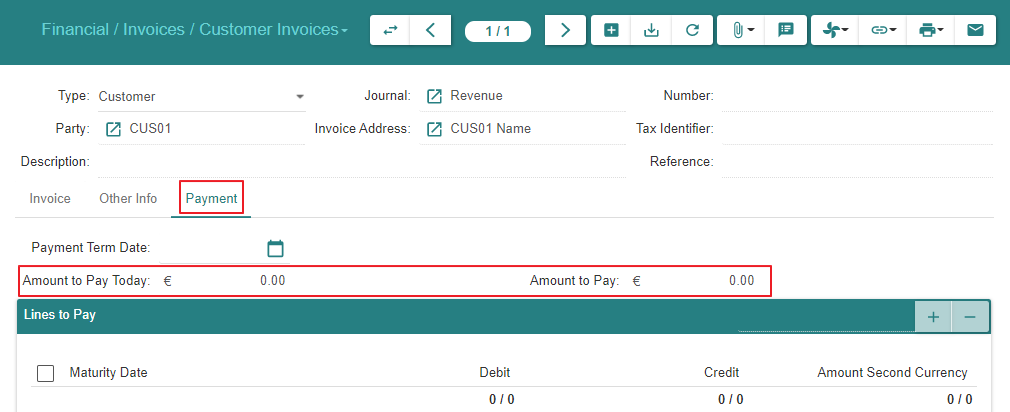 Financial / Invoices / Customer Invoices
1 / 1
Type: Customer Journal: Revenue Number:
Party: CUS01 Invoice Address: CUS01 Name Tax Identifier:
Description: Reference:
Invoice Other Info Payment
Payment Term Date:
Amount to Pay Today: € 0.00 Amount to Pay: € 0.00
Lines to Pay
Maturity Date Debit Credit Amount Second Currency
0 / 0 0 / 0 0 / 0